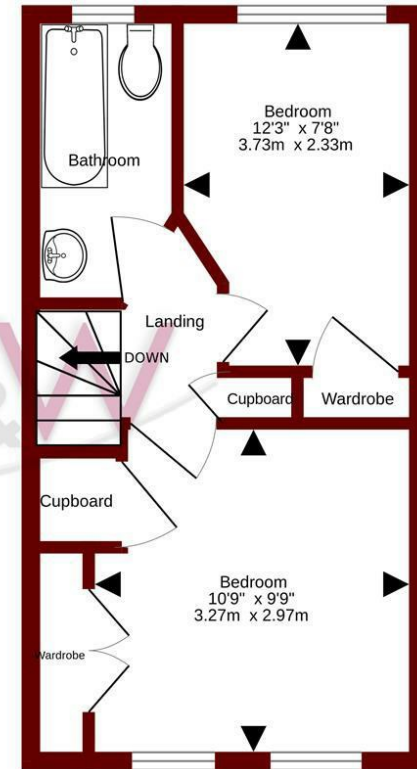 Bedroom
12'3" x 7'8"
3.73m x 2.33m
Bathroom
Landing
DOWN
Cupboard
Wardrobe
Cupboard
Bedroom
10'9" x 9'9"
3.27m x 2.97m
Wardrobe
&W